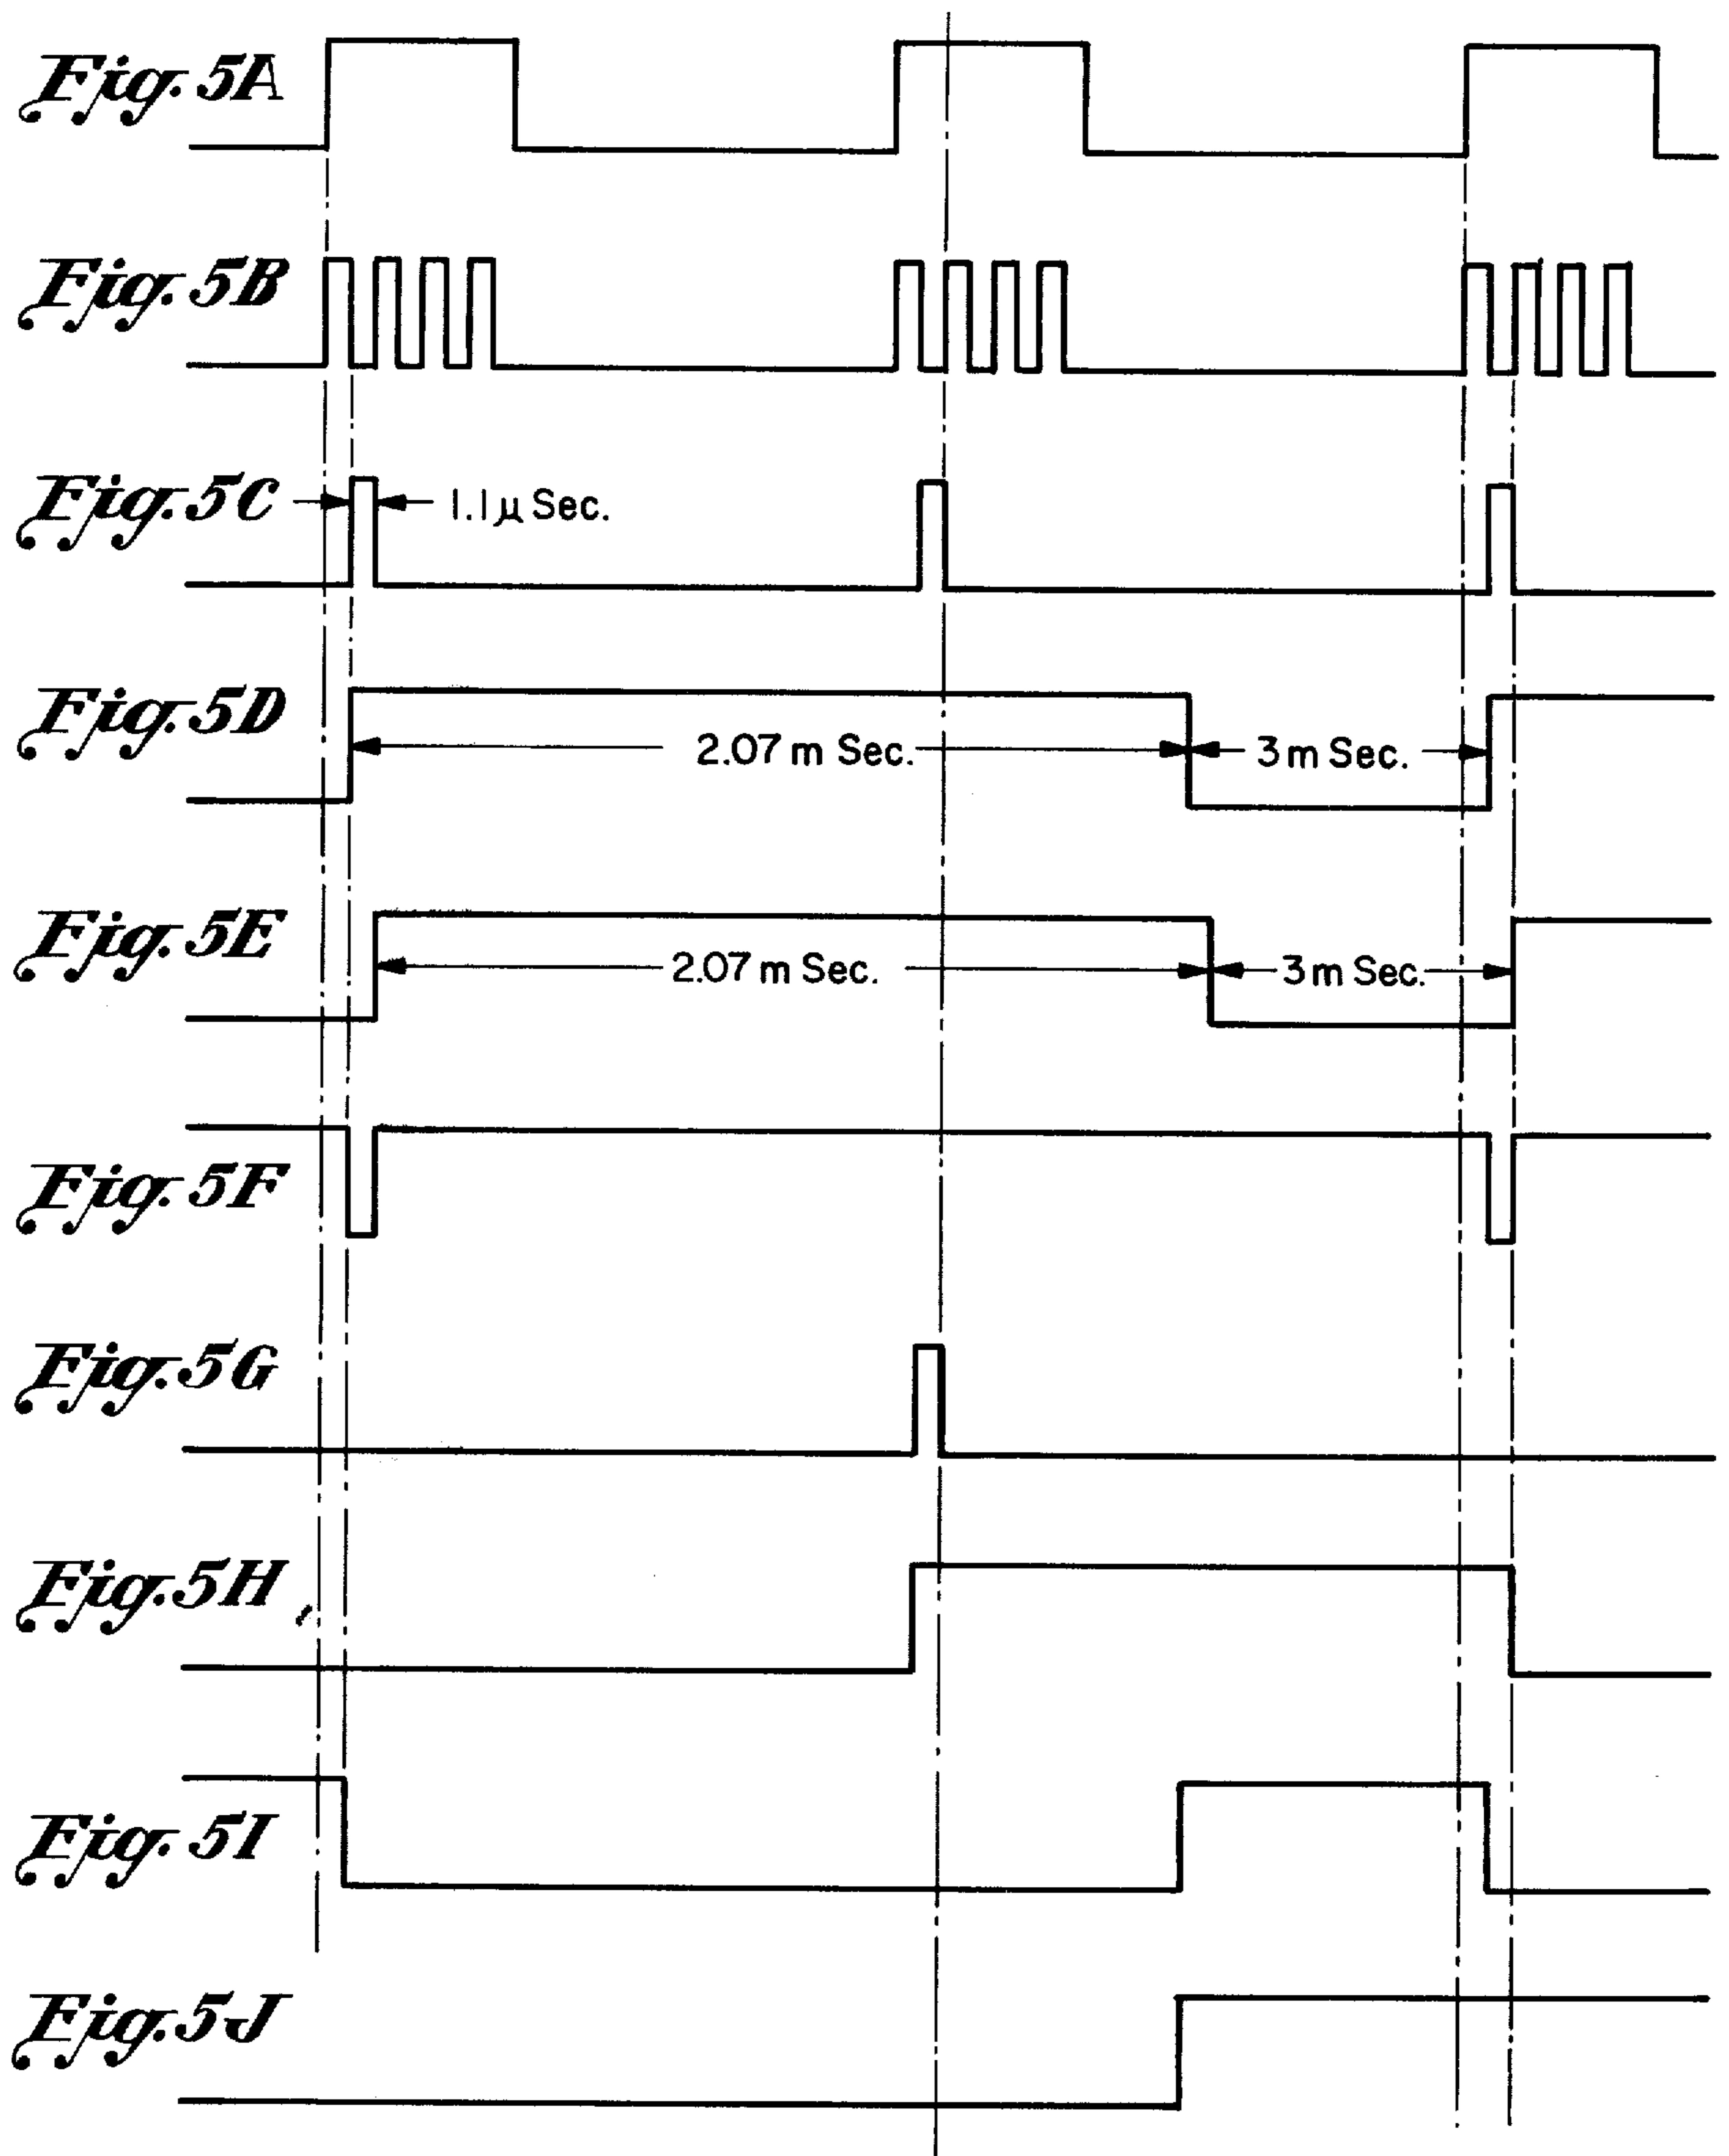 Fig. 5A
Fig. 5B
Fig. 5C
1.1 µ Sec.
Fig. 5D
2.07 m Sec.
3 m Sec.
Fig. 5E
2.07 m Sec.
3 m Sec.
Fig. 5F
Fig. 5G
Fig. 5H
Fig. 5I
Fig. 5J